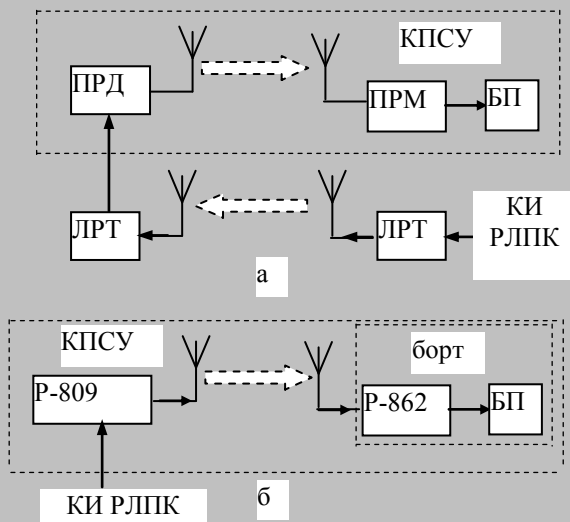 КПСУ
ПРД
ПРМ
БП
ЛРТ
ЛРТ
КИ
РЛПК
а
КПСУ
борт
Р-809
Р-862
БП
КИ РЛПК
б